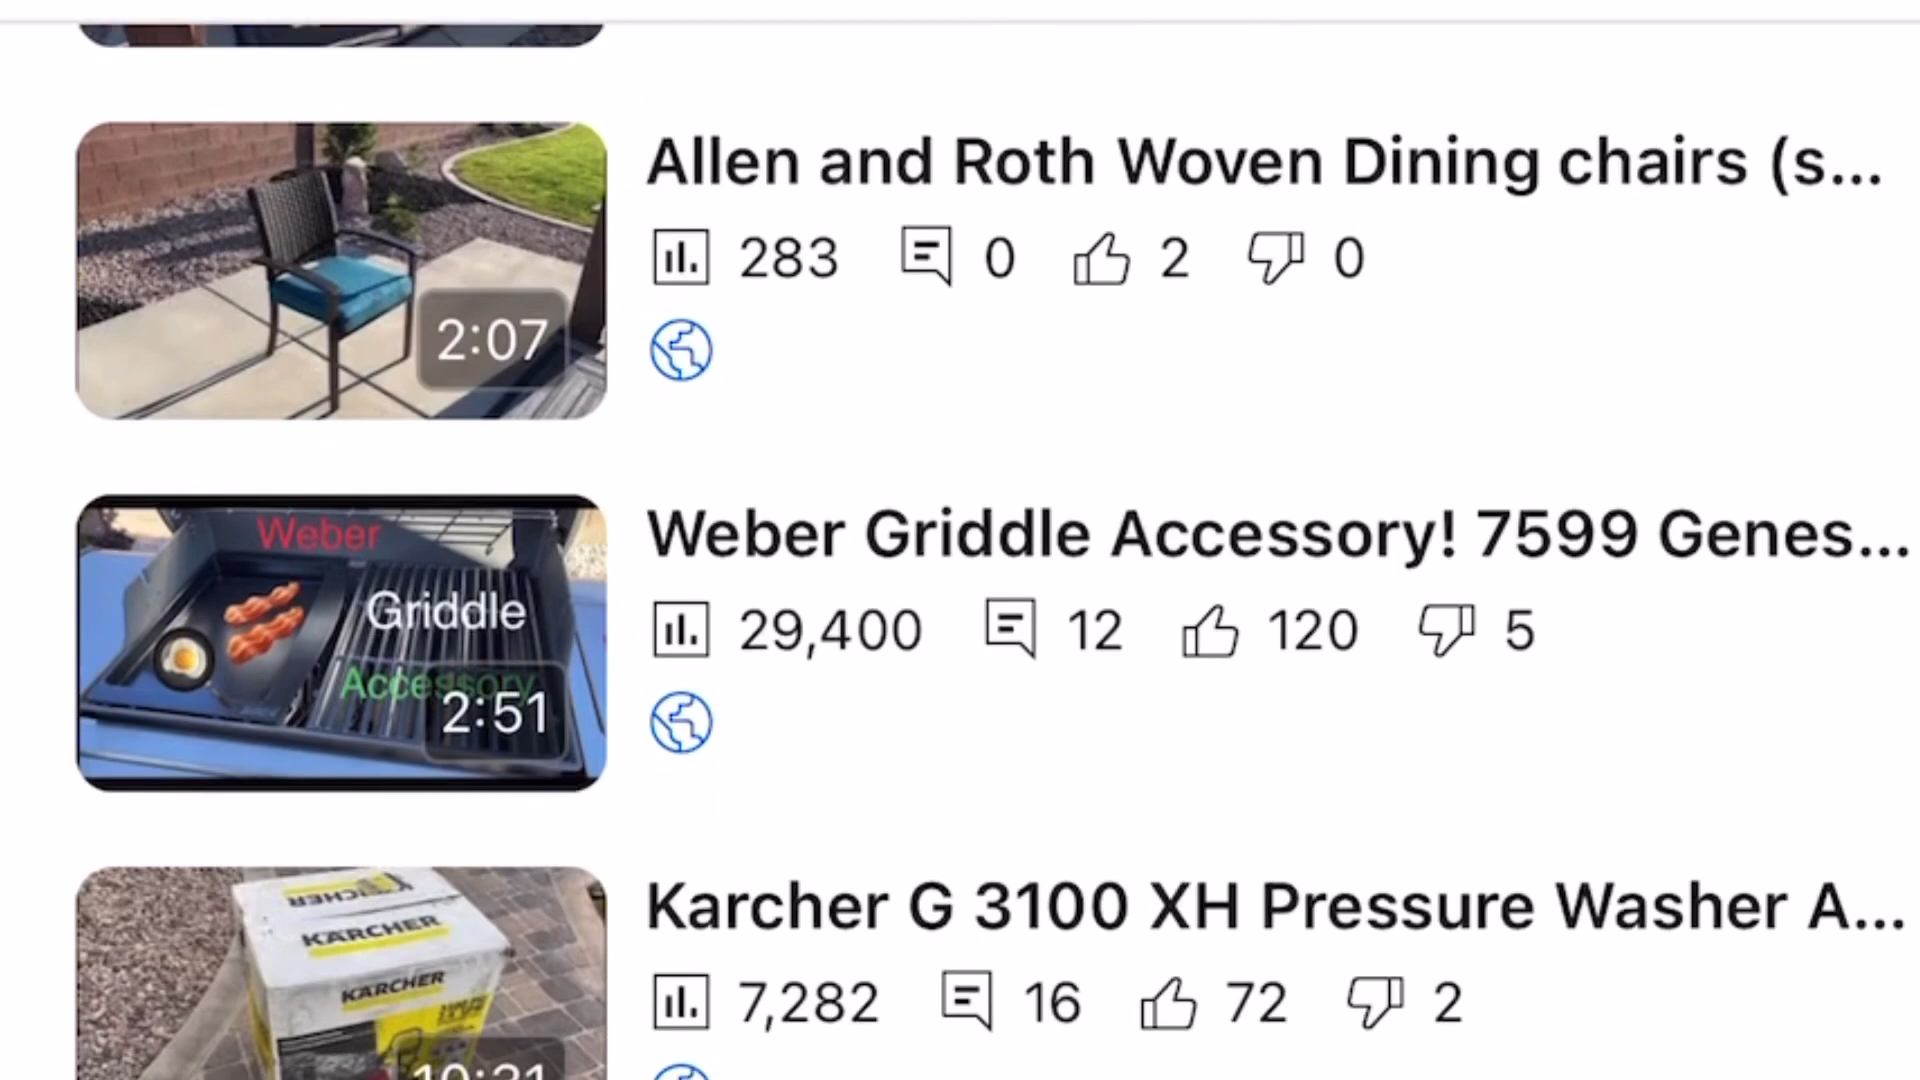 Allen and Roth Woven Dining chairs (s...
283 0 2 0
2:07
Weber Griddle Accessory! 7599 Genes...
29,400 12 120 5
Weber
Griddle
Accessory
2:51
Karcher G 3100 XH Pressure Washer A...
7,282 16 72 2
KARCHER
KARCHER
KARCHER
10:31